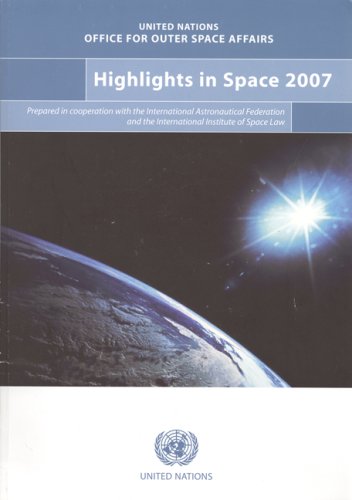 UNITED NATIONS
OFFICE FOR OUTER SPACE AFFAIRS
Highlights in Space 2007
Prepared in cooperation with the International Astronautical Federation
and the International Institute of Space Law
UNITED NATIONS